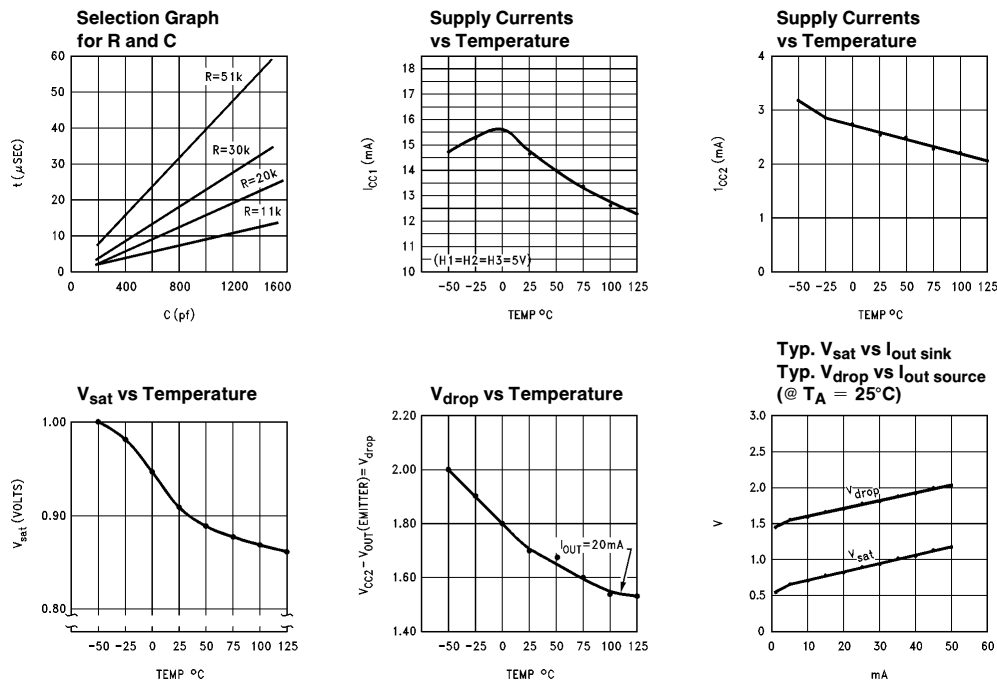 Selection Graph
for R and C
60
50
40
30
20
10
0
t (μSEC)
R=51k
R=30k
R=20k
R=11k
0 400 800 1200 1600
C (pf)
Supply Currents
vs Temperature
18
17
16
15
14
13
12
11
10
ICC1 (mA)
(H1=H2=H3=5V)
-50 -25 0 25 50 75 100 125
TEMP °C
Supply Currents
vs Temperature
4
3
2
1
0
ICC2 (mA)
-50 -25 0 25 50 75 100 125
TEMP °C
Vsat vs Temperature
1.00
0.90
0.80
Vsat (VOLTS)
-50 -25 0 25 50 75 100 125
TEMP °C
Vdrop vs Temperature
2.20
2.00
1.80
1.60
1.40
VCC2 – VOUT (EMITTER) = Vdrop
IOUT=20mA
-50 -25 0 25 50 75 100 125
TEMP °C
Typ. Vsat vs Iout sink
Typ. Vdrop vs Iout source
(@ TA = 25°C)
3.0
2.5
2.0
1.5
1.0
0.5
0
V
Vdrop
Vsat
0 10 20 30 40 50 60
mA